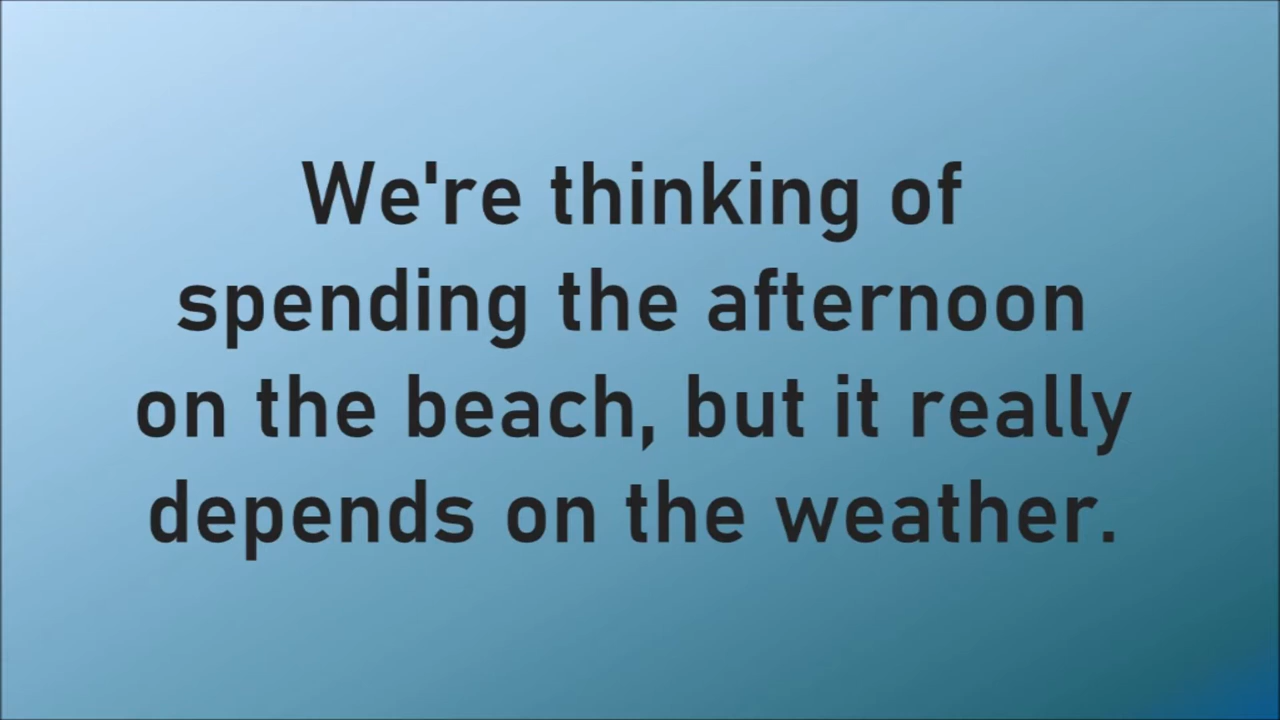 We're thinking of
spending the afternoon
on the beach, but it really
depends on the weather.